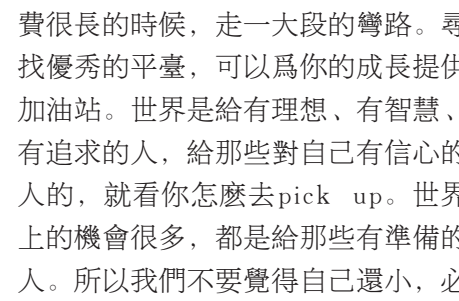 費很長的時候，走一大段的彎路。尋
找優秀的平臺，可以爲你的成長提供
加油站。世界是給有理想、有智慧、
有追求的人，給那些對自己有信心的
人的，就看你怎麽去pick up。世界
上的機會很多，都是給那些有準備的
人。所以我們不要覺得自己還小，必